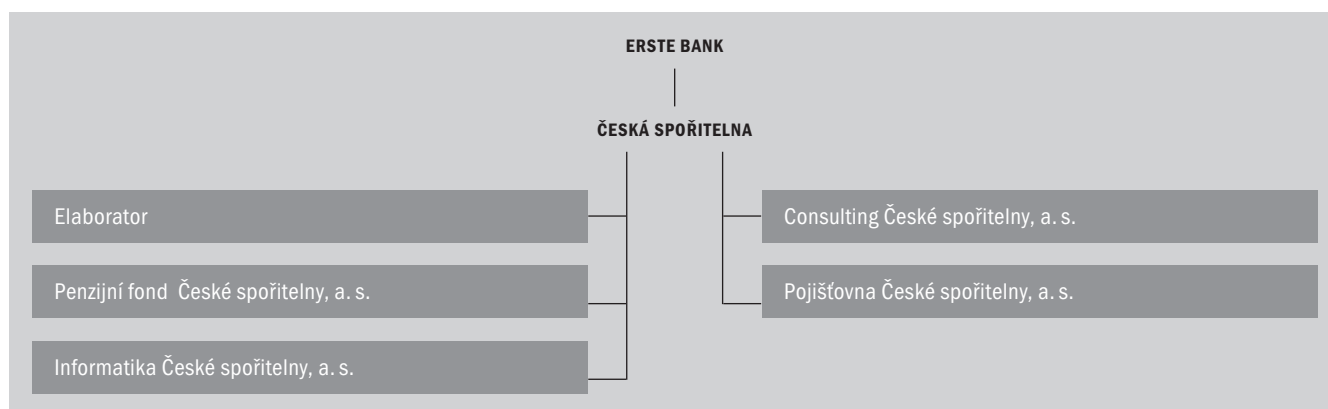 ERSTE BANK
ČESKÁ SPOŘITELNA
Elaborator
Penzijní fond České spořitelny, a. s.
Informatika České spořitelny, a. s.
Consulting České spořitelny, a. s.
Pojišťovna České spořitelny, a. s.